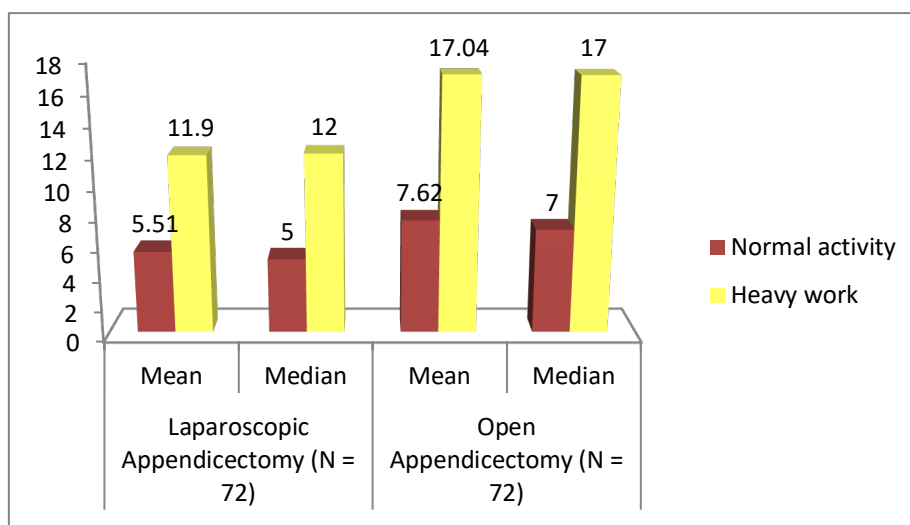 18
16
14
12
10
8
6
4
2
0
5.51
11.9
5
12
7.62
17.04
7
17
Normal activity
Heavy work
Mean
Median
Mean
Median
Laparoscopic
Appendicectomy (N =
72)
Open
Appendicectomy (N =
72)